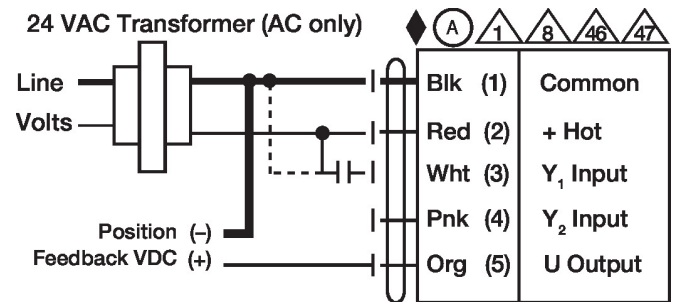 24 VAC Transformer (AC only)
A 1 8 46 47
Line
Volts
Blk (1) Common
Red (2) + Hot
Wht (3) Y1 Input
Pnk (4) Y2 Input
Position (–)
Feedback VDC (+)
Org (5) U Output